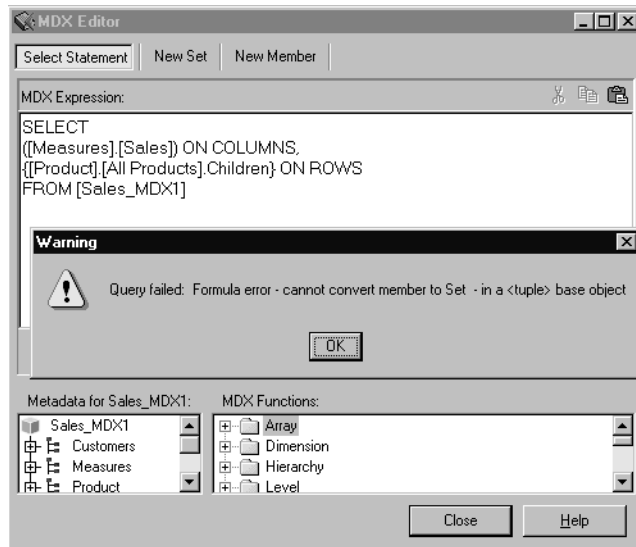 MDX Editor
Select Statement New Set New Member
MDX Expression:
SELECT
([Measures].[Sales]) ON COLUMNS,
{[Product].[All Products].Children} ON ROWS
FROM [Sales_MDX1]
Warning
Query failed: Formula error - cannot convert member to Set - in a <tuple> base object
OK
Metadata for Sales_MDX1: MDX Functions:
Sales_MDX1 Array
Customers Dimension
Measures Hierarchy
Product Level
Close Help